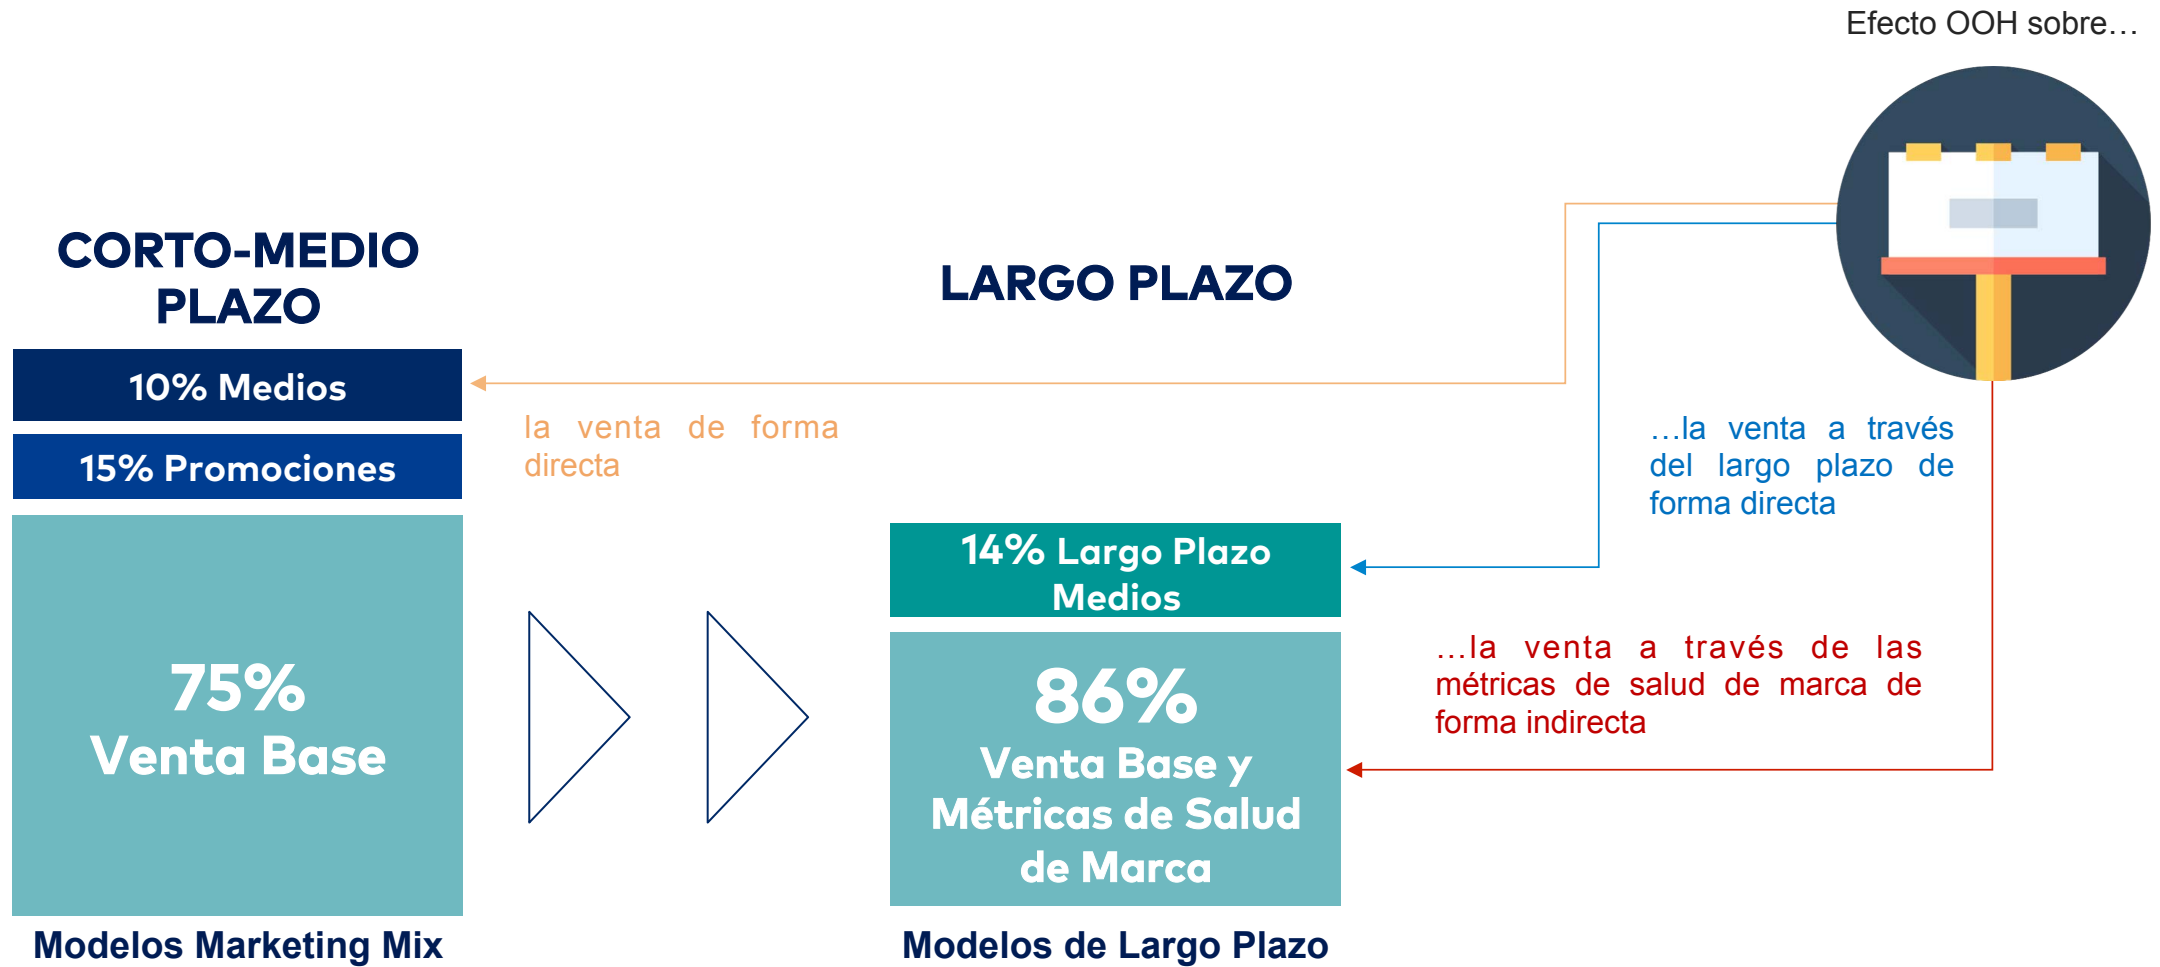 Efecto OOH sobre…
CORTO-MEDIO
PLAZO
LARGO PLAZO
10% Medios
15% Promociones
la venta de forma
directa
…la venta a través
del largo plazo de
forma directa
14% Largo Plazo
Medios
75%
Venta Base
…la venta a través de las
métricas de salud de marca de
forma indirecta
86%
Venta Base y
Métricas de Salud
de Marca
Modelos Marketing Mix
Modelos de Largo Plazo